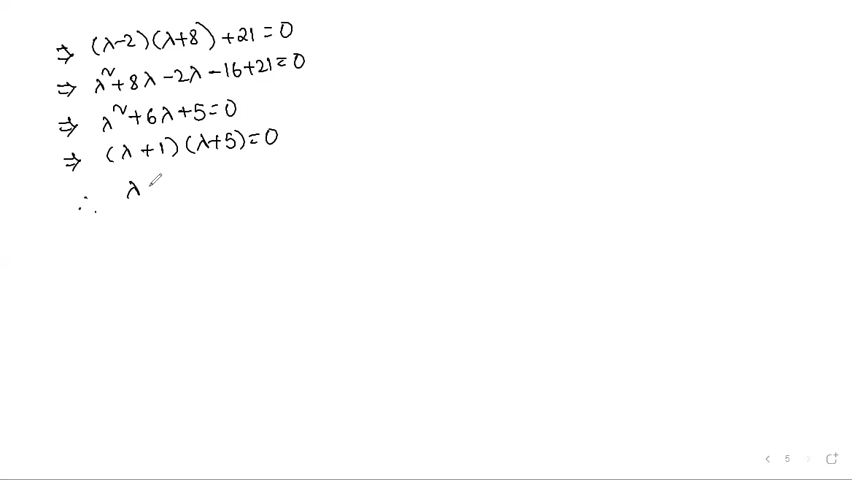 ⇒ (λ-2)(λ+8) +21=0
⇒ λ²+8λ-2λ-16+21=0
⇒ λ²+6λ+5=0
⇒ (λ+1)(λ+5)=0
∴ λ
5